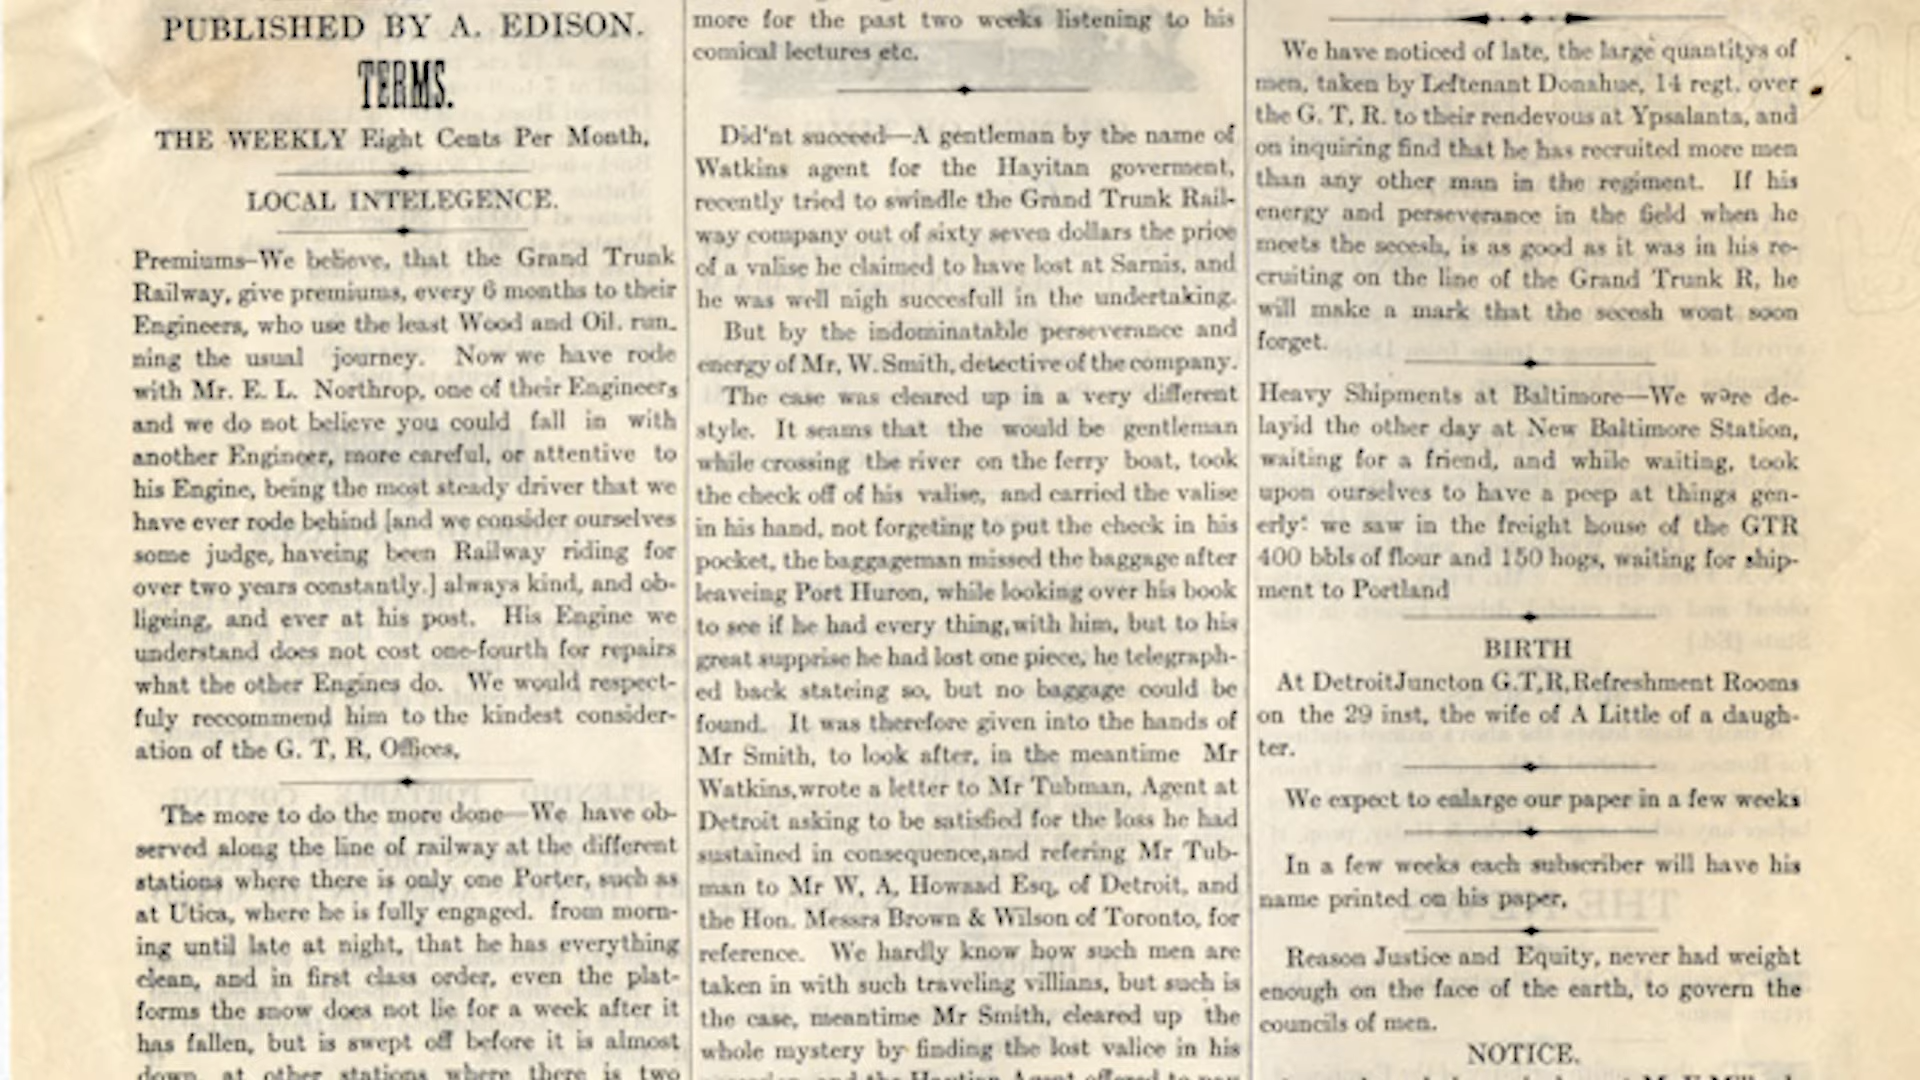 PUBLISHED BY A. EDISON.
TERMS.
THE WEEKLY Eight Cents Per Month,
LOCAL INTELEGENCE.
Premiums—We believe, that the Grand Trunk
Railway, give premiums, every 6 months to their
Engineers, who use the least Wood and Oil. run-
ning the usual journey. Now we have rode
with Mr. E. L. Northrop, one of their Engineers
and we do not believe you could fall in with
another Engineer, more careful, or attentive to
his Engine, being the most steady driver that we
have ever rode behind [and we consider ourselves
some judge, haveing been Railway riding for
over two years constantly.] always kind, and ob-
ligeing, and ever at his post. His Engine we
understand does not cost one-fourth for repairs
what the other Engines do. We would respect-
fuly reccommend him to the kindest consider-
ation of the G. T, R, Offices,
The more to do the more done—We have ob-
served along the line of railway at the different
stations where there is only one Porter, such as
at Utica, where he is fully engaged. from morn-
ing until late at night, that he has everything
clean, and in first class order, even the plat-
forms the snow does not lie for a week after it
has fallen, but is swept off before it is almost
down, at other stations where there is two
more for the past two weeks listening to his
comical lectures etc.
Did'nt succeed—A gentleman by the name of
Watkins agent for the Hayitan goverment,
recently tried to swindle the Grand Trunk Rail-
way company out of sixty seven dollars the price
of a valise he claimed to have lost at Sarnis, and
he was well nigh succesfull in the undertaking.
But by the indominatable perseverance and
energy of Mr, W. Smith, detective of the company.
The case was cleared up in a very different
style. It seams that the would be gentleman
while crossing the river on the ferry boat, took
the check off of his valise, and carried the valise
in his hand, not forgeting to put the check in his
pocket, the baggageman missed the baggage after
leaveing Port Huron, while looking over his book
to see if he had every thing,with him, but to his
great supprise he had lost one piece, he telegraph-
ed back stateing so, but no baggage could be
found. It was therefore given into the hands of
Mr Smith, to look after, in the meantime Mr
Watkins,wrote a letter to Mr Tubman, Agent at
Detroit asking to be satisfied for the loss he had
sustained in consequence,and refering Mr Tub-
man to Mr W, A, Howard Esq, of Detroit, and
the Hon. Messrs Brown & Wilson of Toronto, for
reference. We hardly know how such men are
taken in with such traveling villians, but such is
the case, meantime Mr Smith, cleared up the
whole mystery by finding the lost valice in his
Agent offered to pay
We have noticed of late, the large quantitys of
men, taken by Leftenant Donahue, 14 regt. over
the G. T, R. to their rendevous at Ypsalanta, and
on inquiring find that he has recruited more men
than any other man in the regiment. If his
energy and perseverance in the field when he
meets the secesh, is as good as it was in his re-
cruiting on the line of the Grand Trunk R, he
will make a mark that the secesh wont soon
forget.
Heavy Shipments at Baltimore—We were de-
layid the other day at New Baltimore Station,
waiting for a friend, and while waiting, took
upon ourselves to have a peep at things gen-
erly: we saw in the freight house of the GTR
400 bbls of flour and 150 hogs, waiting for ship-
ment to Portland
BIRTH
At DetroitJuncton G.T,R,Refreshment Rooms
on the 29 inst, the wife of A Little of a daugh-
ter.
We expect to enlarge our paper in a few weeks
In a few weeks each subscriber will have his
name printed on his paper,
Reason Justice and Equity, never had weight
enough on the face of the earth, to govern the
councils of men.
NOTICE.